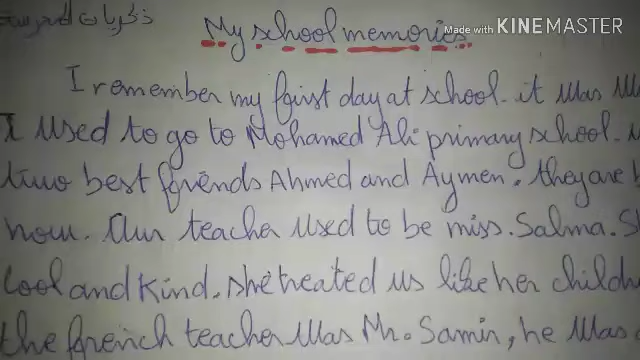 ذكريات المدرسة
My school memories
Made with KINEMASTER
I remember my first day at school. it was
I used to go to Mohamed Ali primary school.
two best friends Ahmed and Aymen. they are
now. Our teacher used to be miss. Salma.
cool and kind. she treated us like her
the french teacher was Mr. Samir, he was